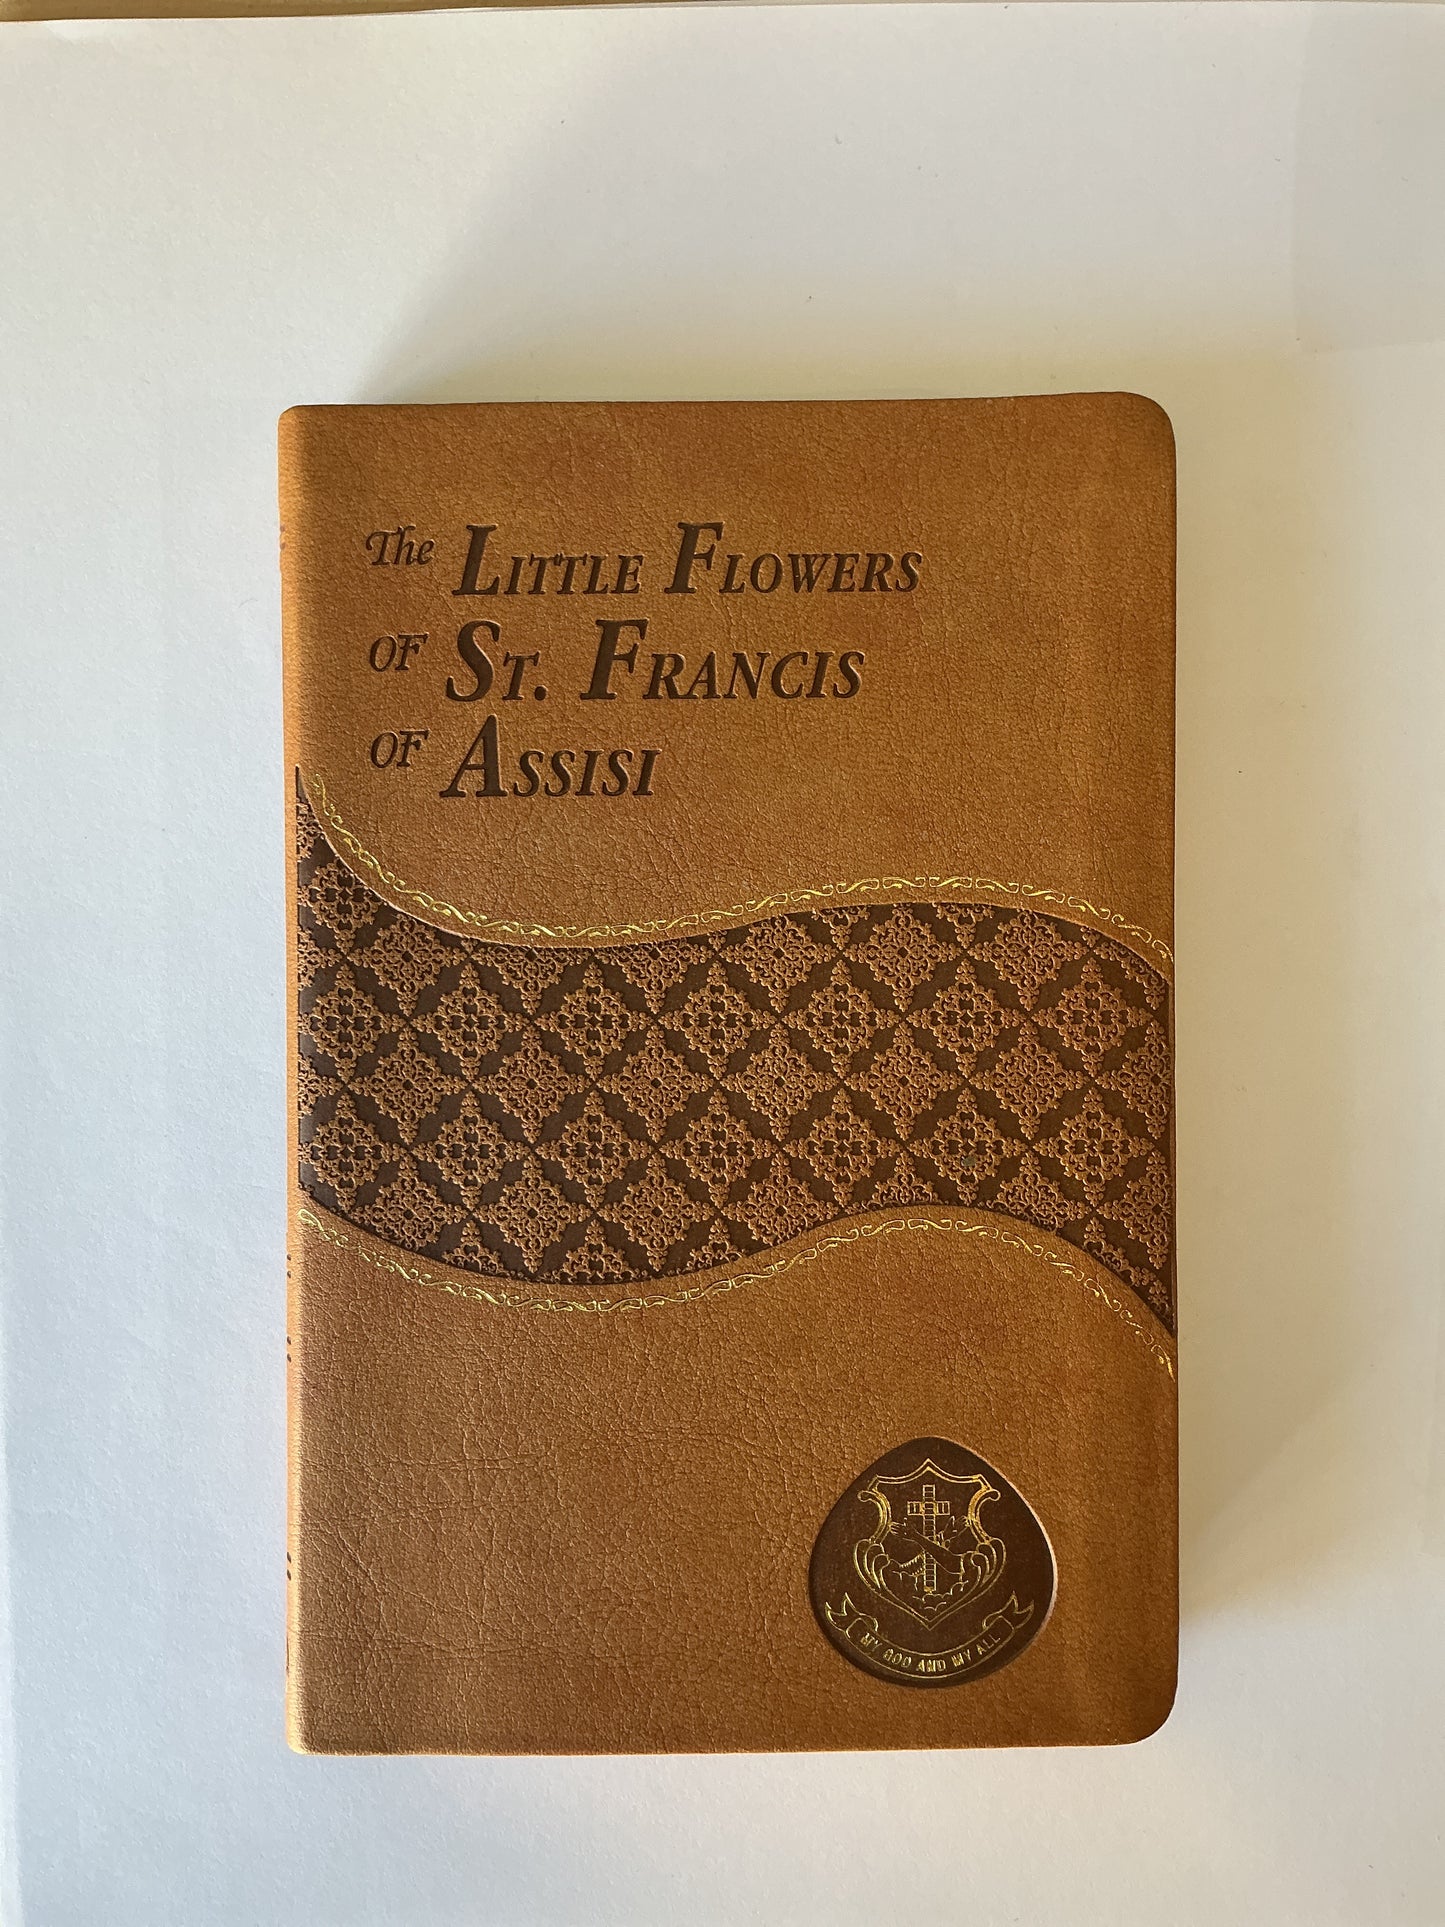 The LITTLE FLOWERS
OF ST. FRANCIS
OF ASSISI
MY GOD AND MY ALL